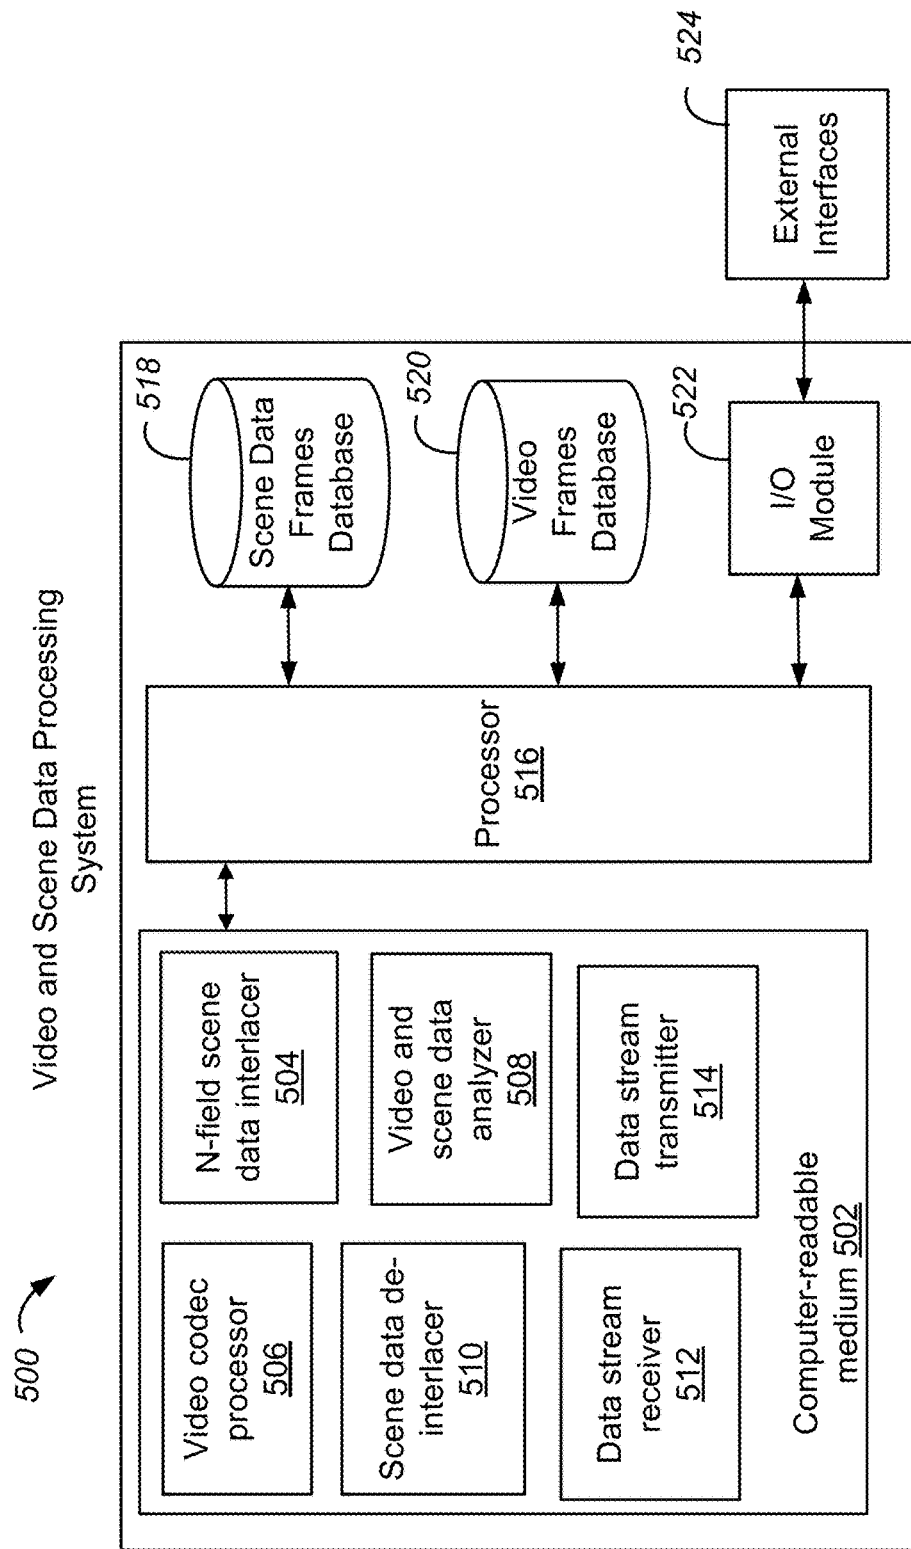 Video and Scene Data Processing
System
500
Video codec
processor
506
N-field scene
data interlacer
504
Scene data de-
interlacer
510
Video and
scene data
analyzer
508
Data stream
receiver
512
Data stream
transmitter
514
Computer-readable
medium 502
Processor
516
518
Scene Data
Frames
Database
520
Video
Frames
Database
522
I/O
Module
524
External
Interfaces